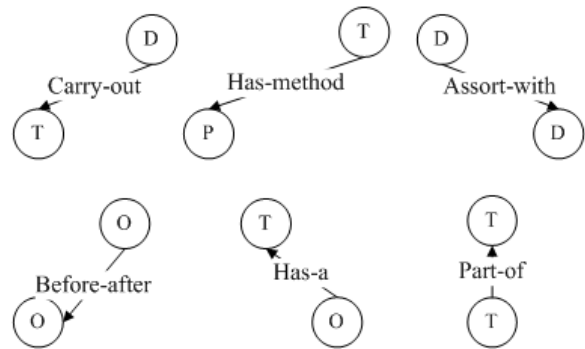 D T D
Carry-out Has-method Assort-with
T P D
O T T
Before-after Has-a Part-of
O O T